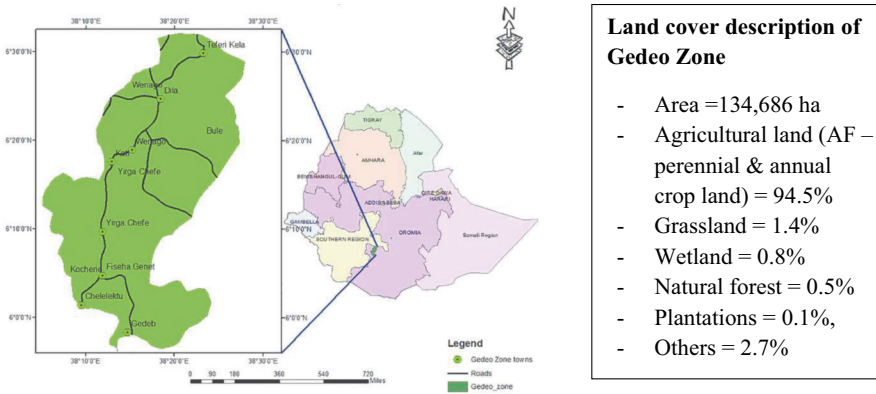 38°10'0"E
38°20'0"E
38°30'0"E
6°30'0"N
6°20'0"N
6°10'0"N
6°0'0"N
Teferi Kela
Wenago
Dila
Bule
Wenago
Koti
Yirga Chefe
Yirga Chefe
Kochere
Fiseha Genet
Chelelektu
Gedeb
38°10'0"E
38°20'0"E
38°30'0"E
N
6°30'0"N
6°20'0"N
6°10'0"N
6°0'0"N
TIGRAY
Afar
AMHARA
BENISHANGUL-GUM
ADDIS ABEBA
DIRE DAWA
HARARI
GAMBELLA
SOUTHERN REGION
OROMIA
Somali Region
Legend
Gedeo Zone towns
Roads
Gedeo_zone
0 90 180 360 540 720
Miles
Land cover description of
Gedeo Zone
- Area =134,686 ha
- Agricultural land (AF –
perennial & annual
crop land) = 94.5%
- Grassland = 1.4%
- Wetland = 0.8%
- Natural forest = 0.5%
- Plantations = 0.1%,
- Others = 2.7%